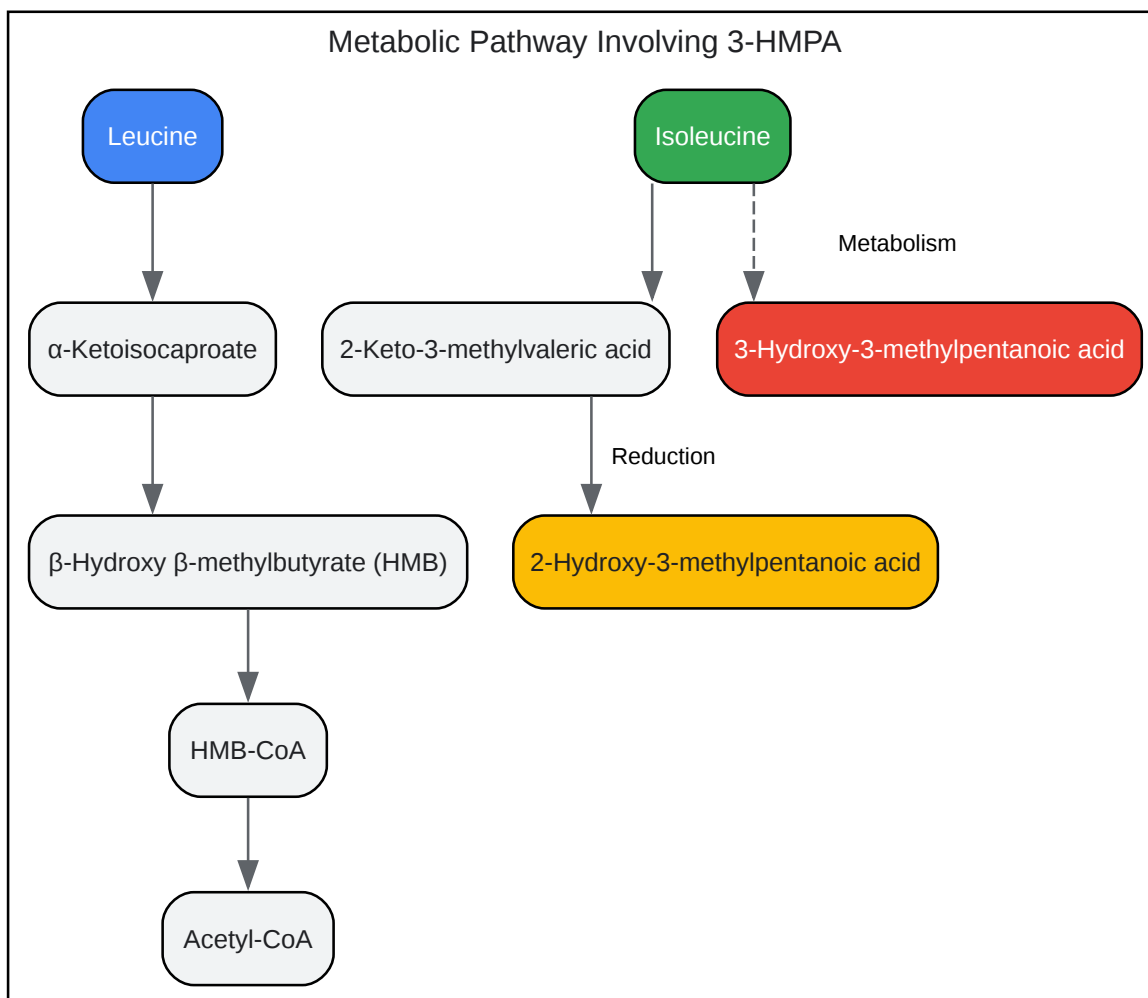 Metabolic Pathway Involving 3-HMPA
Leucine
Isoleucine
Metabolism
α-Ketoisocaproate
2-Keto-3-methylvaleric acid
3-Hydroxy-3-methylpentanoic acid
Reduction
β-Hydroxy β-methylbutyrate (HMB)
2-Hydroxy-3-methylpentanoic acid
HMB-CoA
Acetyl-CoA